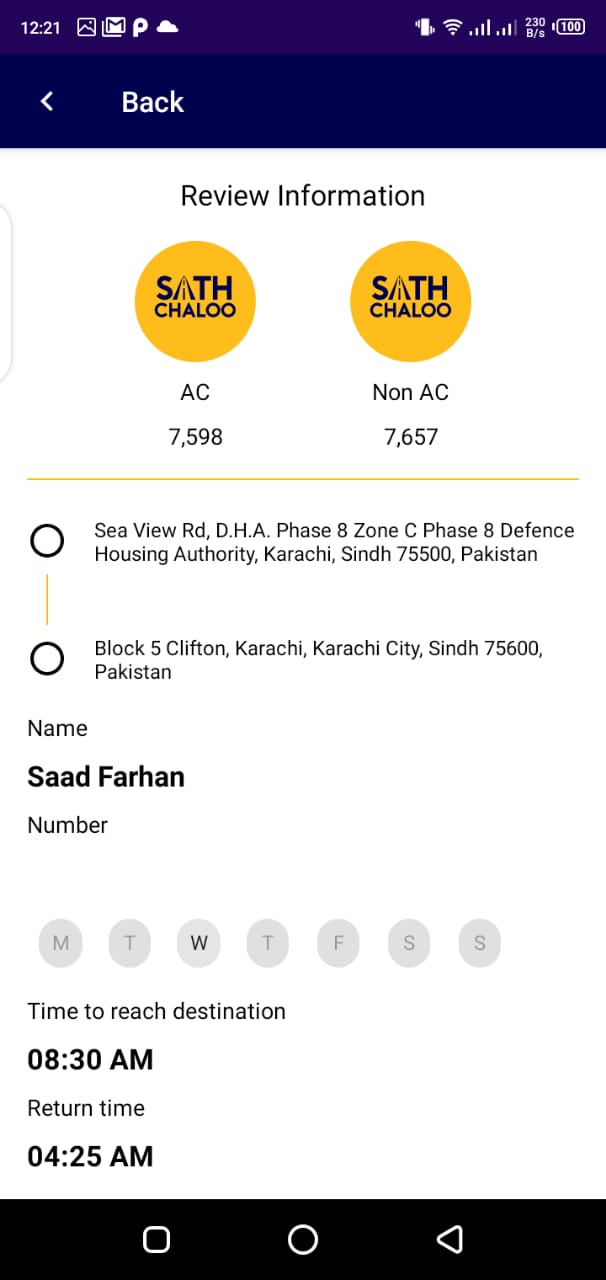 12:21
230
B/s
100
Back
Review Information
SATH
CHALOO
SATH
CHALOO
AC
Non AC
7,598
7,657
Sea View Rd, D.H.A. Phase 8 Zone C Phase 8 Defence
Housing Authority, Karachi, Sindh 75500, Pakistan
Block 5 Clifton, Karachi, Karachi City, Sindh 75600,
Pakistan
Name
Saad Farhan
Number
M T W T F S S
Time to reach destination
08:30 AM
Return time
04:25 AM